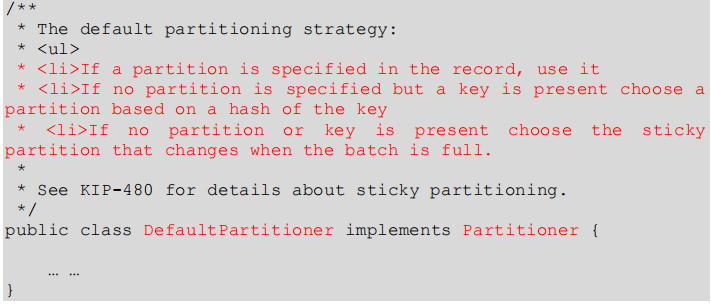 /**
 * The default partitioning strategy:
 * <ul>
 * <li>If a partition is specified in the record, use it
 * <li>If no partition is specified but a key is present choose a
partition based on a hash of the key
 * <li>If no partition or key is present choose the sticky
partition that changes when the batch is full.
 *
 * See KIP-480 for details about sticky partitioning.
 */
public class DefaultPartitioner implements Partitioner {
    … …
}